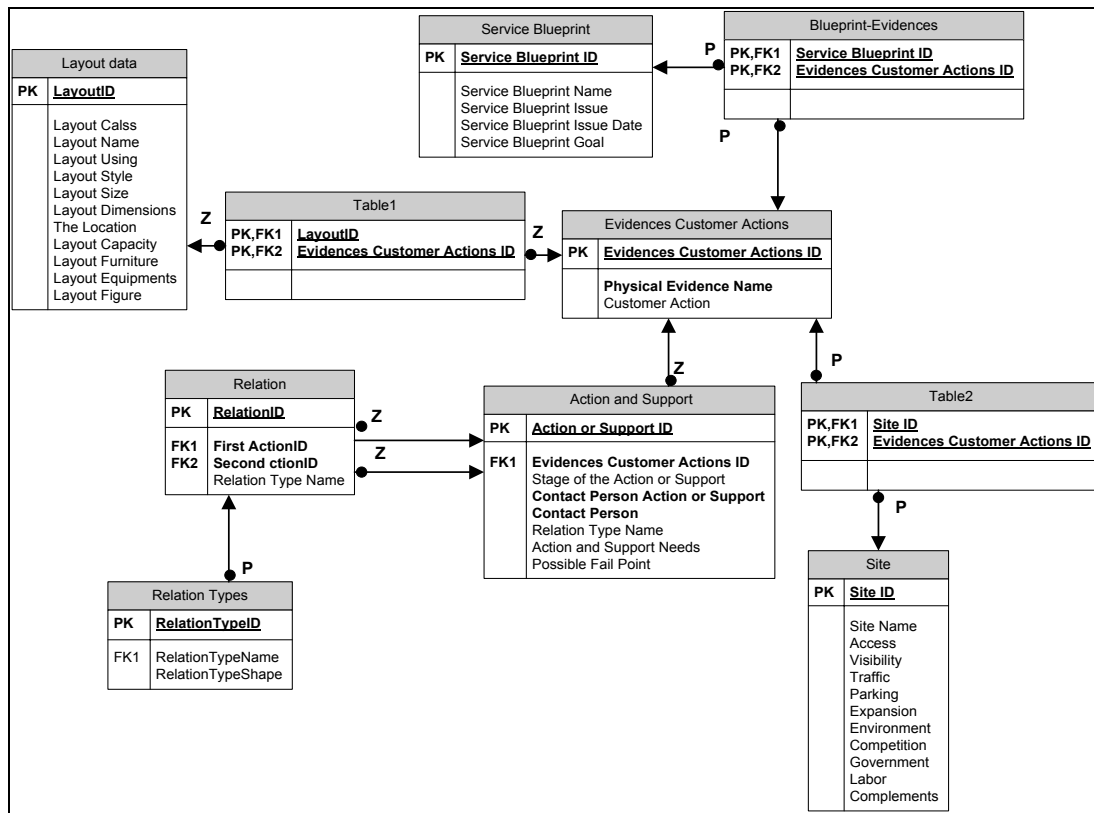 Service Blueprint
PK Service Blueprint ID
Service Blueprint Name
Service Blueprint Issue
Service Blueprint Issue Date
Service Blueprint Goal
P
Blueprint-Evidences
PK,FK1 Service Blueprint ID
PK,FK2 Evidences Customer Actions ID
P
Layout data
PK LayoutID
Layout Calss
Layout Name
Layout Using
Layout Style
Layout Size
Layout Dimensions
The Location
Layout Capacity
Layout Furniture
Layout Equipments
Layout Figure
Z
Table1
PK,FK1 LayoutID
PK,FK2 Evidences Customer Actions ID
Z
Evidences Customer Actions
PK Evidences Customer Actions ID
Physical Evidence Name
Customer Action
Z
P
Relation
PK RelationID
FK1 First ActionID
FK2 Second ctionID
Relation Type Name
Z
Z
Action and Support
PK Action or Support ID
FK1 Evidences Customer Actions ID
Stage of the Action or Support
Contact Person Action or Support
Contact Person
Relation Type Name
Action and Support Needs
Possible Fail Point
Table2
PK,FK1 Site ID
PK,FK2 Evidences Customer Actions ID
P
P
Relation Types
PK RelationTypeID
FK1 RelationTypeName
RelationTypeShape
Site
PK Site ID
Site Name
Access
Visibility
Traffic
Parking
Expansion
Environment
Competition
Government
Labor
Complements